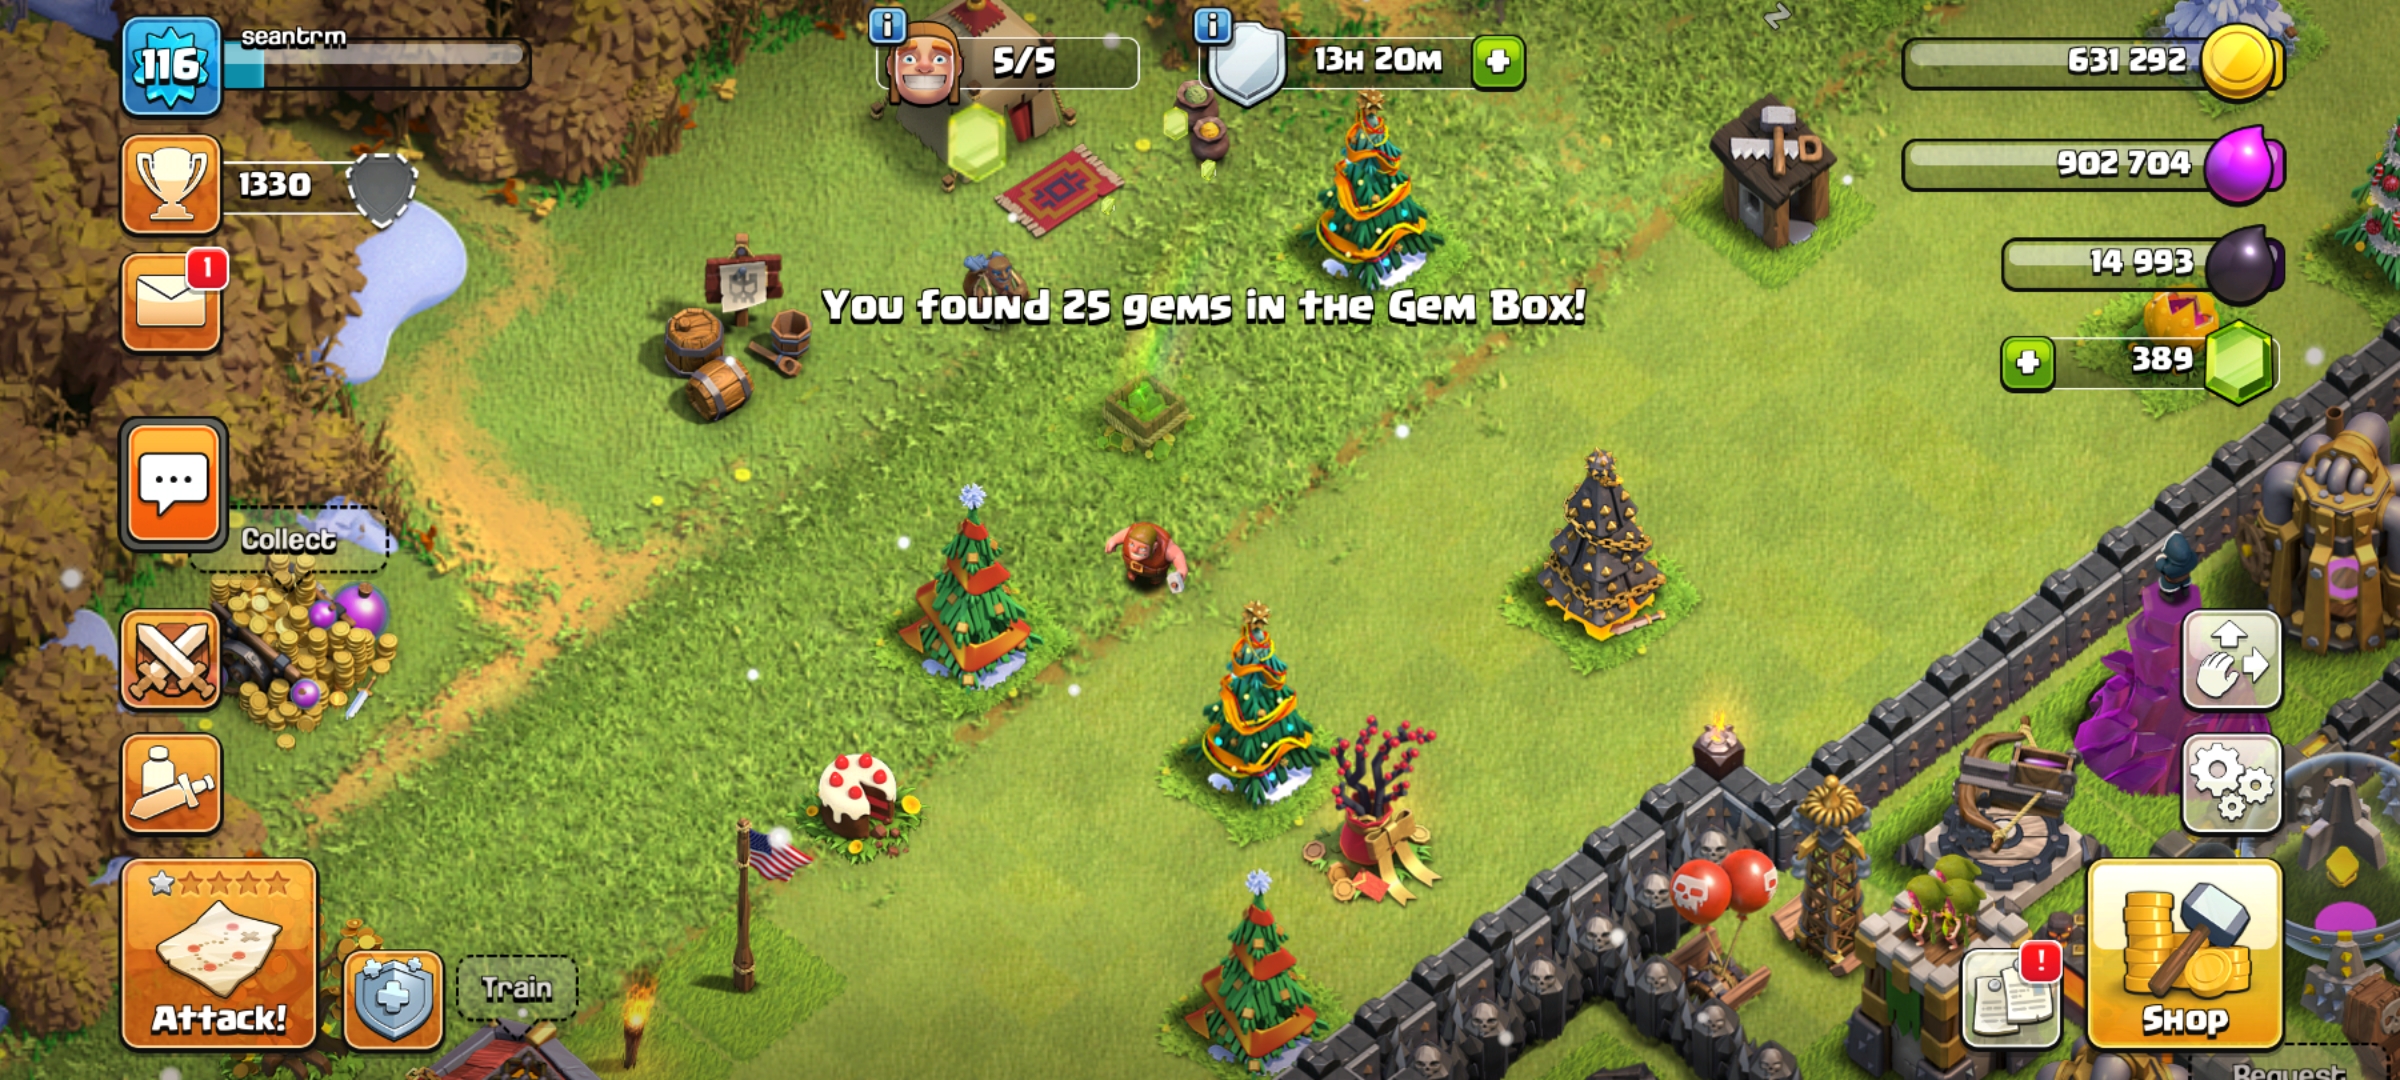 116
seantrm
i
5/5
i
13h 20m
631 292
1330
902 704
1
14 993
You found 25 gems in the Gem Box!
389
Collect
Attack!
Train
!
Shop
Request